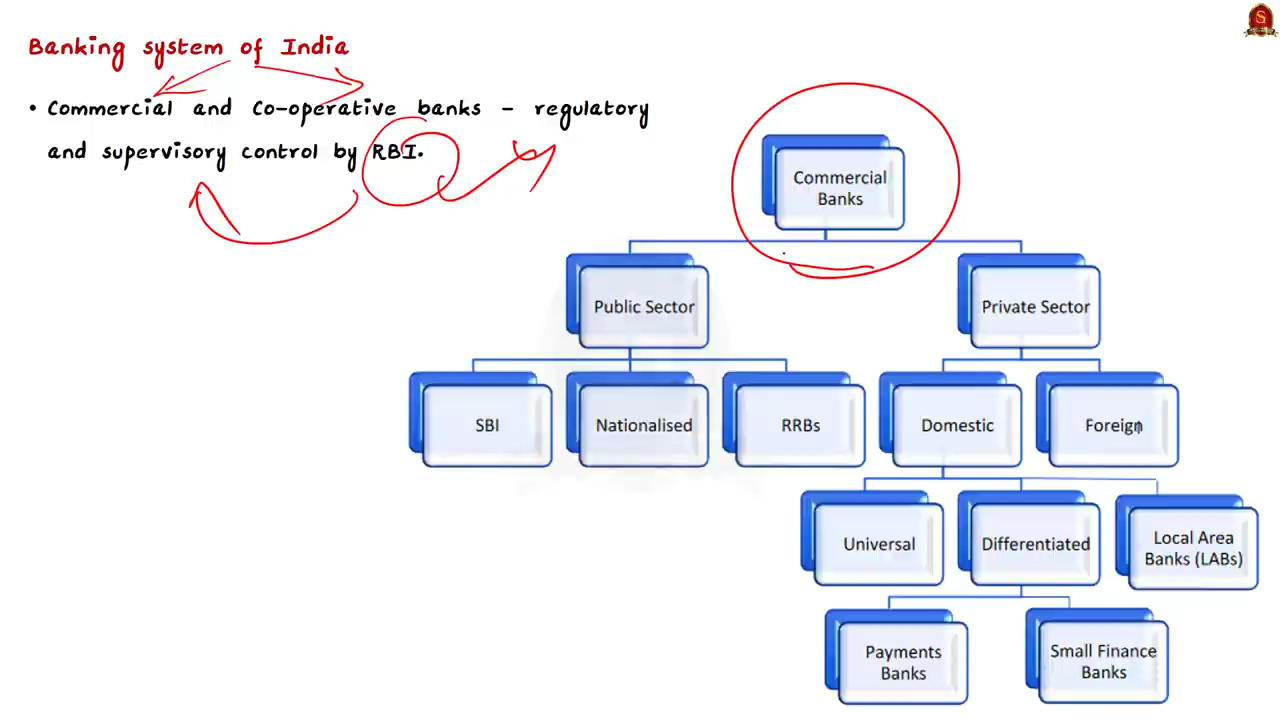 Banking system of India
• Commercial and Co-operative banks - regulatory
and supervisory control by RBI.
Commercial
Banks
Public Sector
Private Sector
SBI
Nationalised
RRBs
Domestic
Foreign
Universal
Differentiated
Local Area
Banks (LABs)
Payments
Banks
Small Finance
Banks